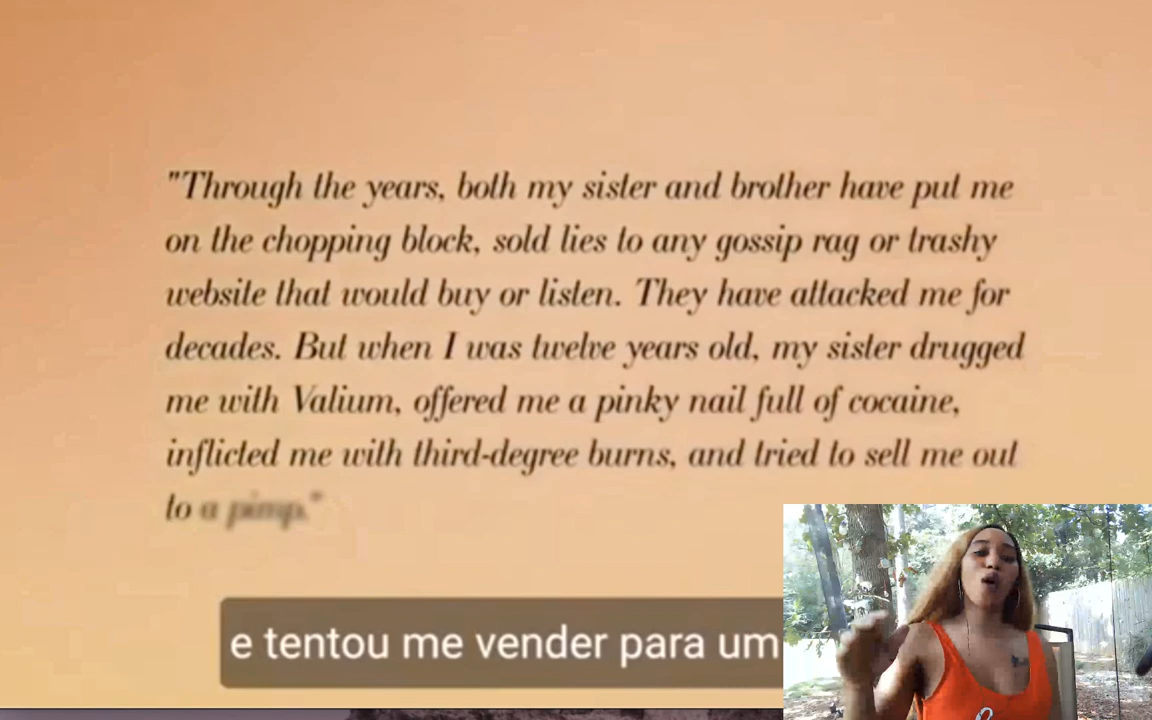 "Through the years, both my sister and brother have put me
on the chopping block, sold lies to any gossip rag or trashy
website that would buy or listen. They have attacked me for
decades. But when I was twelve years old, my sister drugged
me with Valium, offered me a pinky nail full of cocaine,
inflicted me with third-degree burns, and tried to sell me out
to a pimp."
e tentou me vender para um